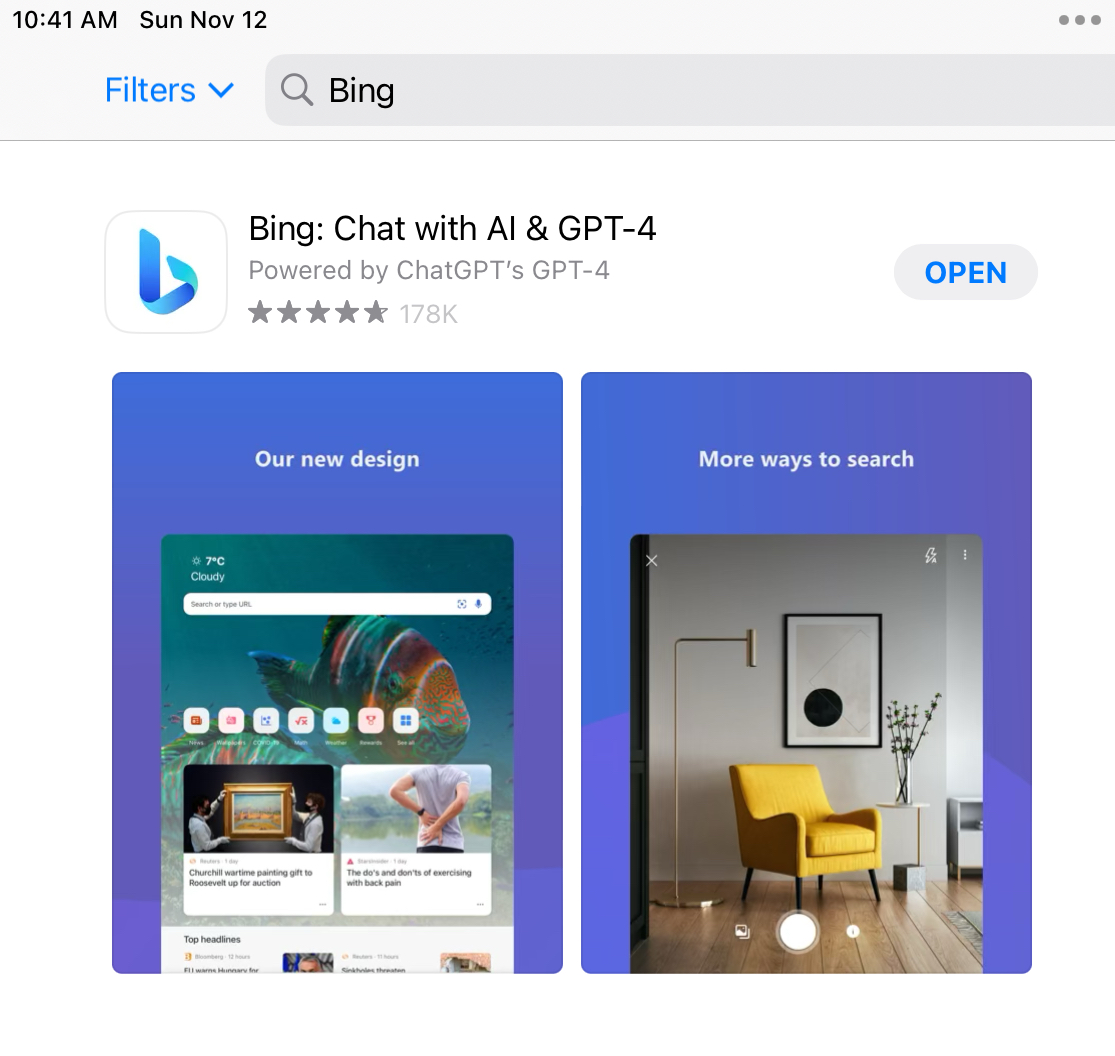 10:41 AM Sun Nov 12
Filters
Bing
Bing: Chat with AI & GPT-4
Powered by ChatGPT's GPT-4
178K
OPEN
Our new design
7°C
Cloudy
Search or type URL
News Wallpapers COVID-19 Math Weather Rewards See all
Reuters · 1 day
Churchill wartime painting gift to
Roosevelt up for auction
StarsInsider · 1 day
The do's and don'ts of exercising
with back pain
Top headlines
Bloomberg · 12 hours
EU warns Hungary for
Reuters · 11 hours
Sinkholes threaten
More ways to search